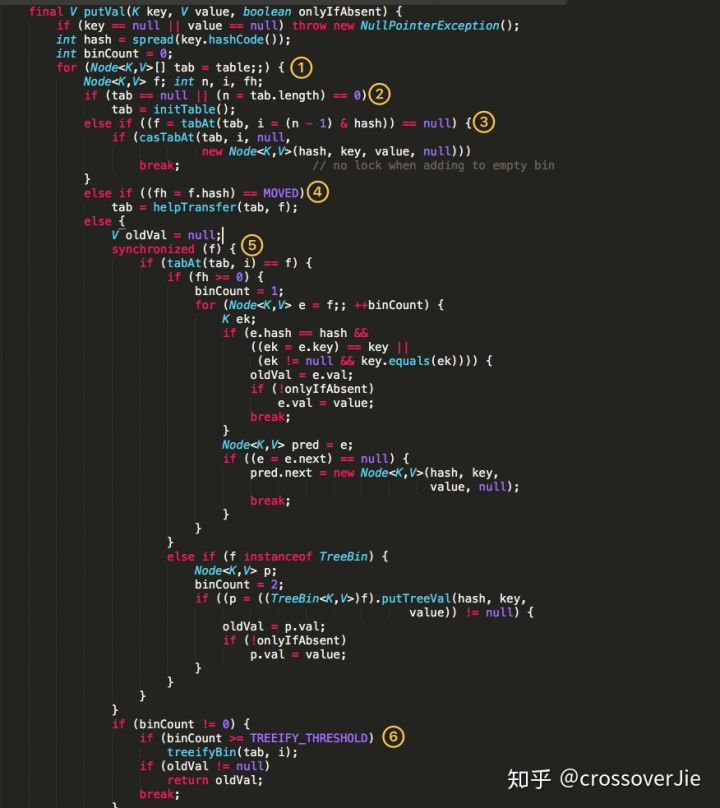 final V putVal(K key, V value, boolean onlyIfAbsent) {
    if (key == null || value == null) throw new NullPointerException();
    int hash = spread(key.hashCode());
    int binCount = 0;
    for (Node<K,V>[] tab = table;;) { ①
        Node<K,V> f; int n, i, fh;
        if (tab == null || (n = tab.length) == 0) ②
            tab = initTable();
        else if ((f = tabAt(tab, i = (n - 1) & hash)) == null) { ③
            if (casTabAt(tab, i, null,
                         new Node<K,V>(hash, key, value, null)))
                break;                   // no lock when adding to empty bin
        }
        else if ((fh = f.hash) == MOVED) ④
            tab = helpTransfer(tab, f);
        else {
            V oldVal = null;
            synchronized (f) { ⑤
                if (tabAt(tab, i) == f) {
                    if (fh >= 0) {
                        binCount = 1;
                        for (Node<K,V> e = f;; ++binCount) {
                            K ek;
                            if (e.hash == hash &&
                                ((ek = e.key) == key ||
                                 (ek != null && key.equals(ek)))) {
                                oldVal = e.val;
                                if (!onlyIfAbsent)
                                    e.val = value;
                                break;
                            }
                            Node<K,V> pred = e;
                            if ((e = e.next) == null) {
                                pred.next = new Node<K,V>(hash, key,
                                                          value, null);
                                break;
                            }
                        }
                    }
                    else if (f instanceof TreeBin) {
                        Node<K,V> p;
                        binCount = 2;
                        if ((p = ((TreeBin<K,V>)f).putTreeVal(hash, key,
                                                       value)) != null) {
                            oldVal = p.val;
                            if (!onlyIfAbsent)
                                p.val = value;
                        }
                    }
                }
            }
            if (binCount != 0) {
                if (binCount >= TREEIFY_THRESHOLD) ⑥
                    treeifyBin(tab, i);
                if (oldVal != null)
                    return oldVal;
                break;
            }
知乎 @crossoverJie